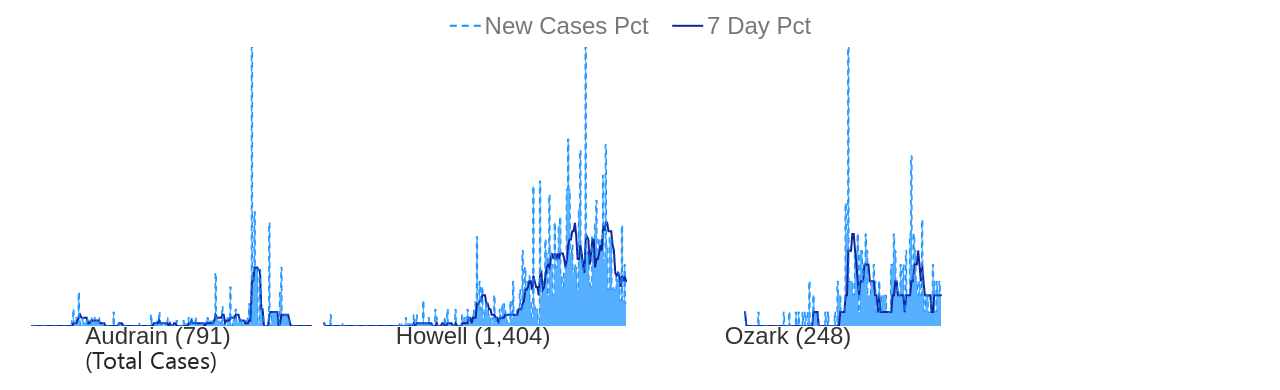 New Cases Pct 7 Day Pct
Audrain (791) Howell (1,404) Ozark (248)
(Total Cases)